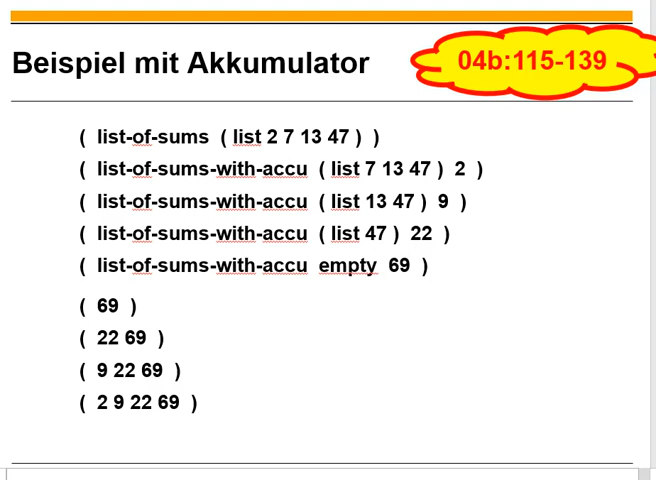 Beispiel mit Akkumulator
04b:115-139
( list-of-sums ( list 2 7 13 47 ) )
( list-of-sums-with-accu ( list 7 13 47 ) 2 )
( list-of-sums-with-accu ( list 13 47 ) 9 )
( list-of-sums-with-accu ( list 47 ) 22 )
( list-of-sums-with-accu empty 69 )
( 69 )
( 22 69 )
( 9 22 69 )
( 2 9 22 69 )